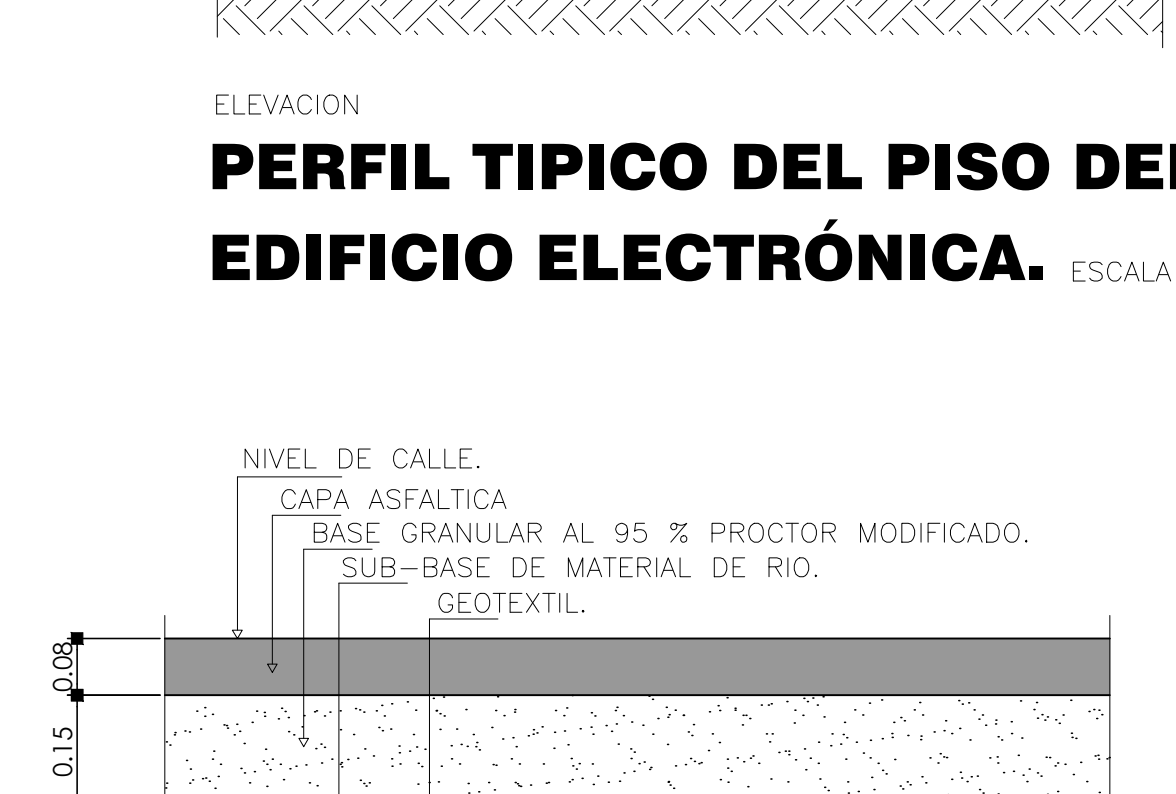 ELEVACION
PERFIL TIPICO DEL PISO DEL
EDIFICIO ELECTRÓNICA. ESCALA
NIVEL DE CALLE.
CAPA ASFALTICA
BASE GRANULAR AL 95 % PROCTOR MODIFICADO.
SUB-BASE DE MATERIAL DE RIO.
GEOTEXTIL.
0.08
0.15